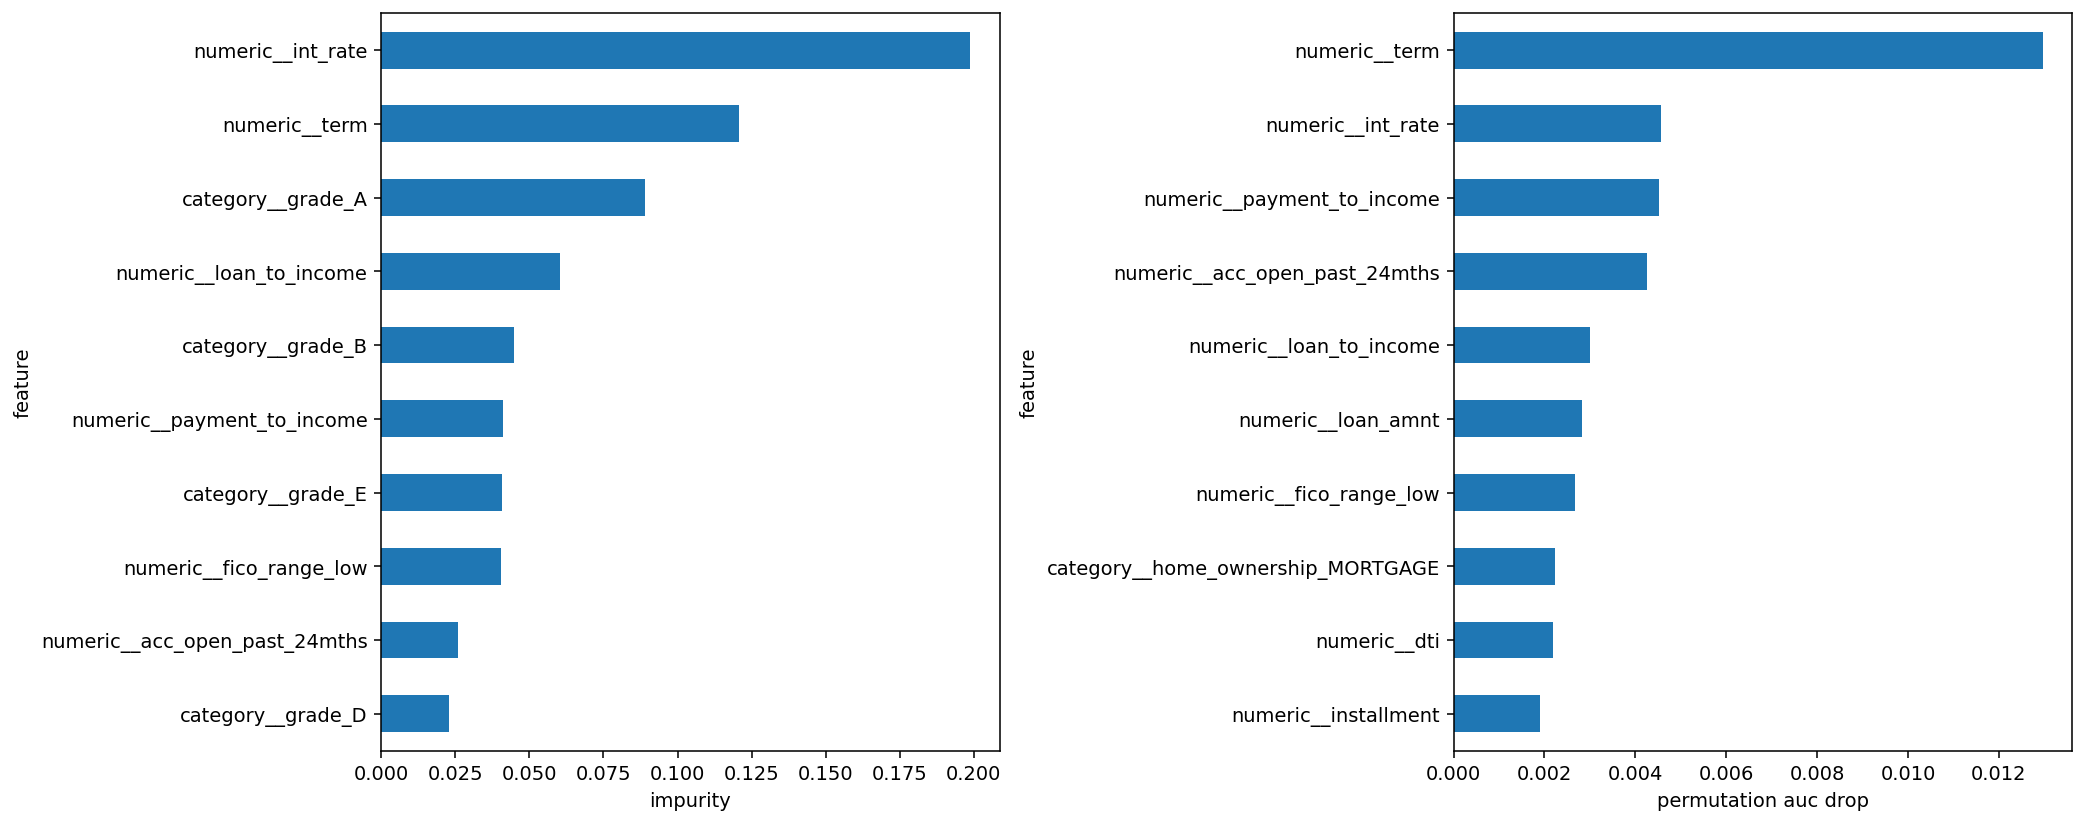 feature
numeric__int_rate
numeric__term
category__grade_A
numeric__loan_to_income
category__grade_B
numeric__payment_to_income
category__grade_E
numeric__fico_range_low
numeric__acc_open_past_24mths
category__grade_D
0.000 0.025 0.050 0.075 0.100 0.125 0.150 0.175 0.200
impurity
feature
numeric__term
numeric__int_rate
numeric__payment_to_income
numeric__acc_open_past_24mths
numeric__loan_to_income
numeric__loan_amnt
numeric__fico_range_low
category__home_ownership_MORTGAGE
numeric__dti
numeric__installment
0.000 0.002 0.004 0.006 0.008 0.010 0.012
permutation auc drop